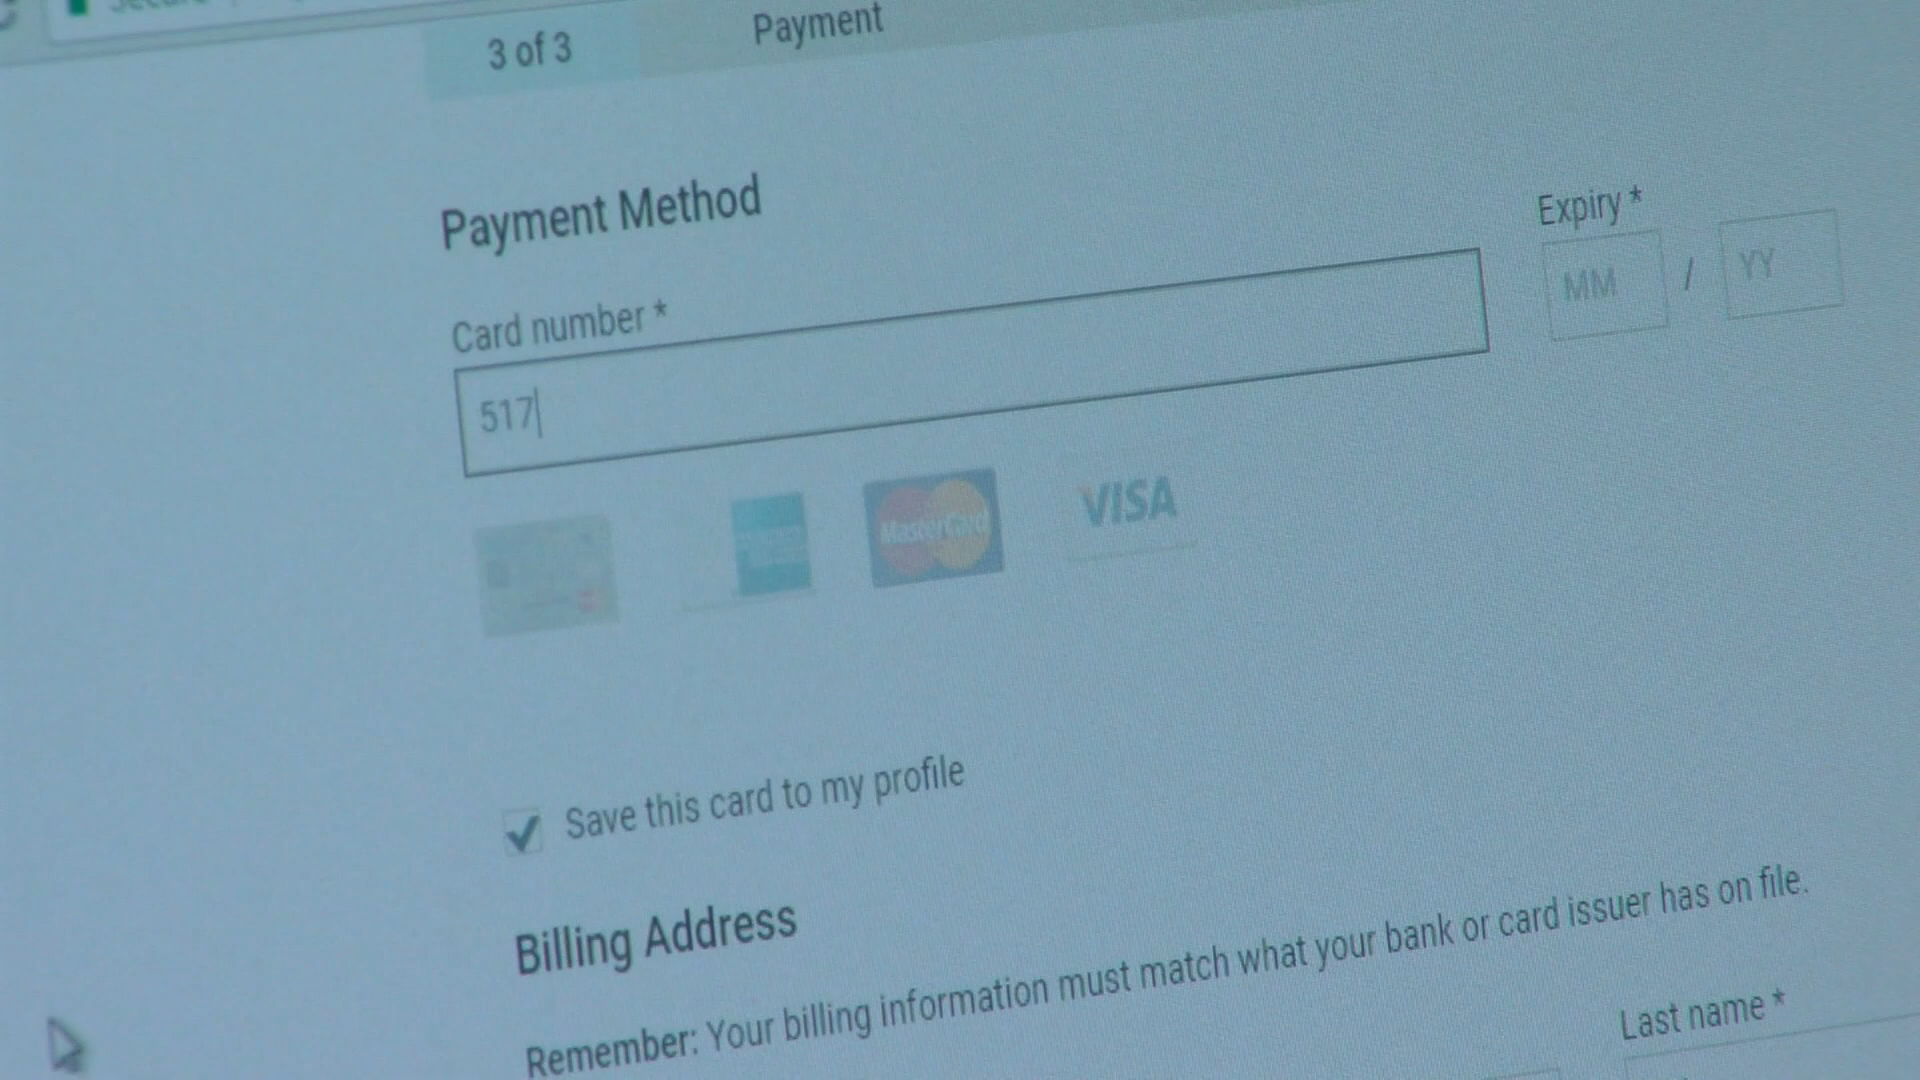 3 of 3
Payment
Payment Method
Card number *
Expiry *
517
MM / YY
MasterCard
VISA
Save this card to my profile
Billing Address
Remember: Your billing information must match what your bank or card issuer has on file.
Last name *